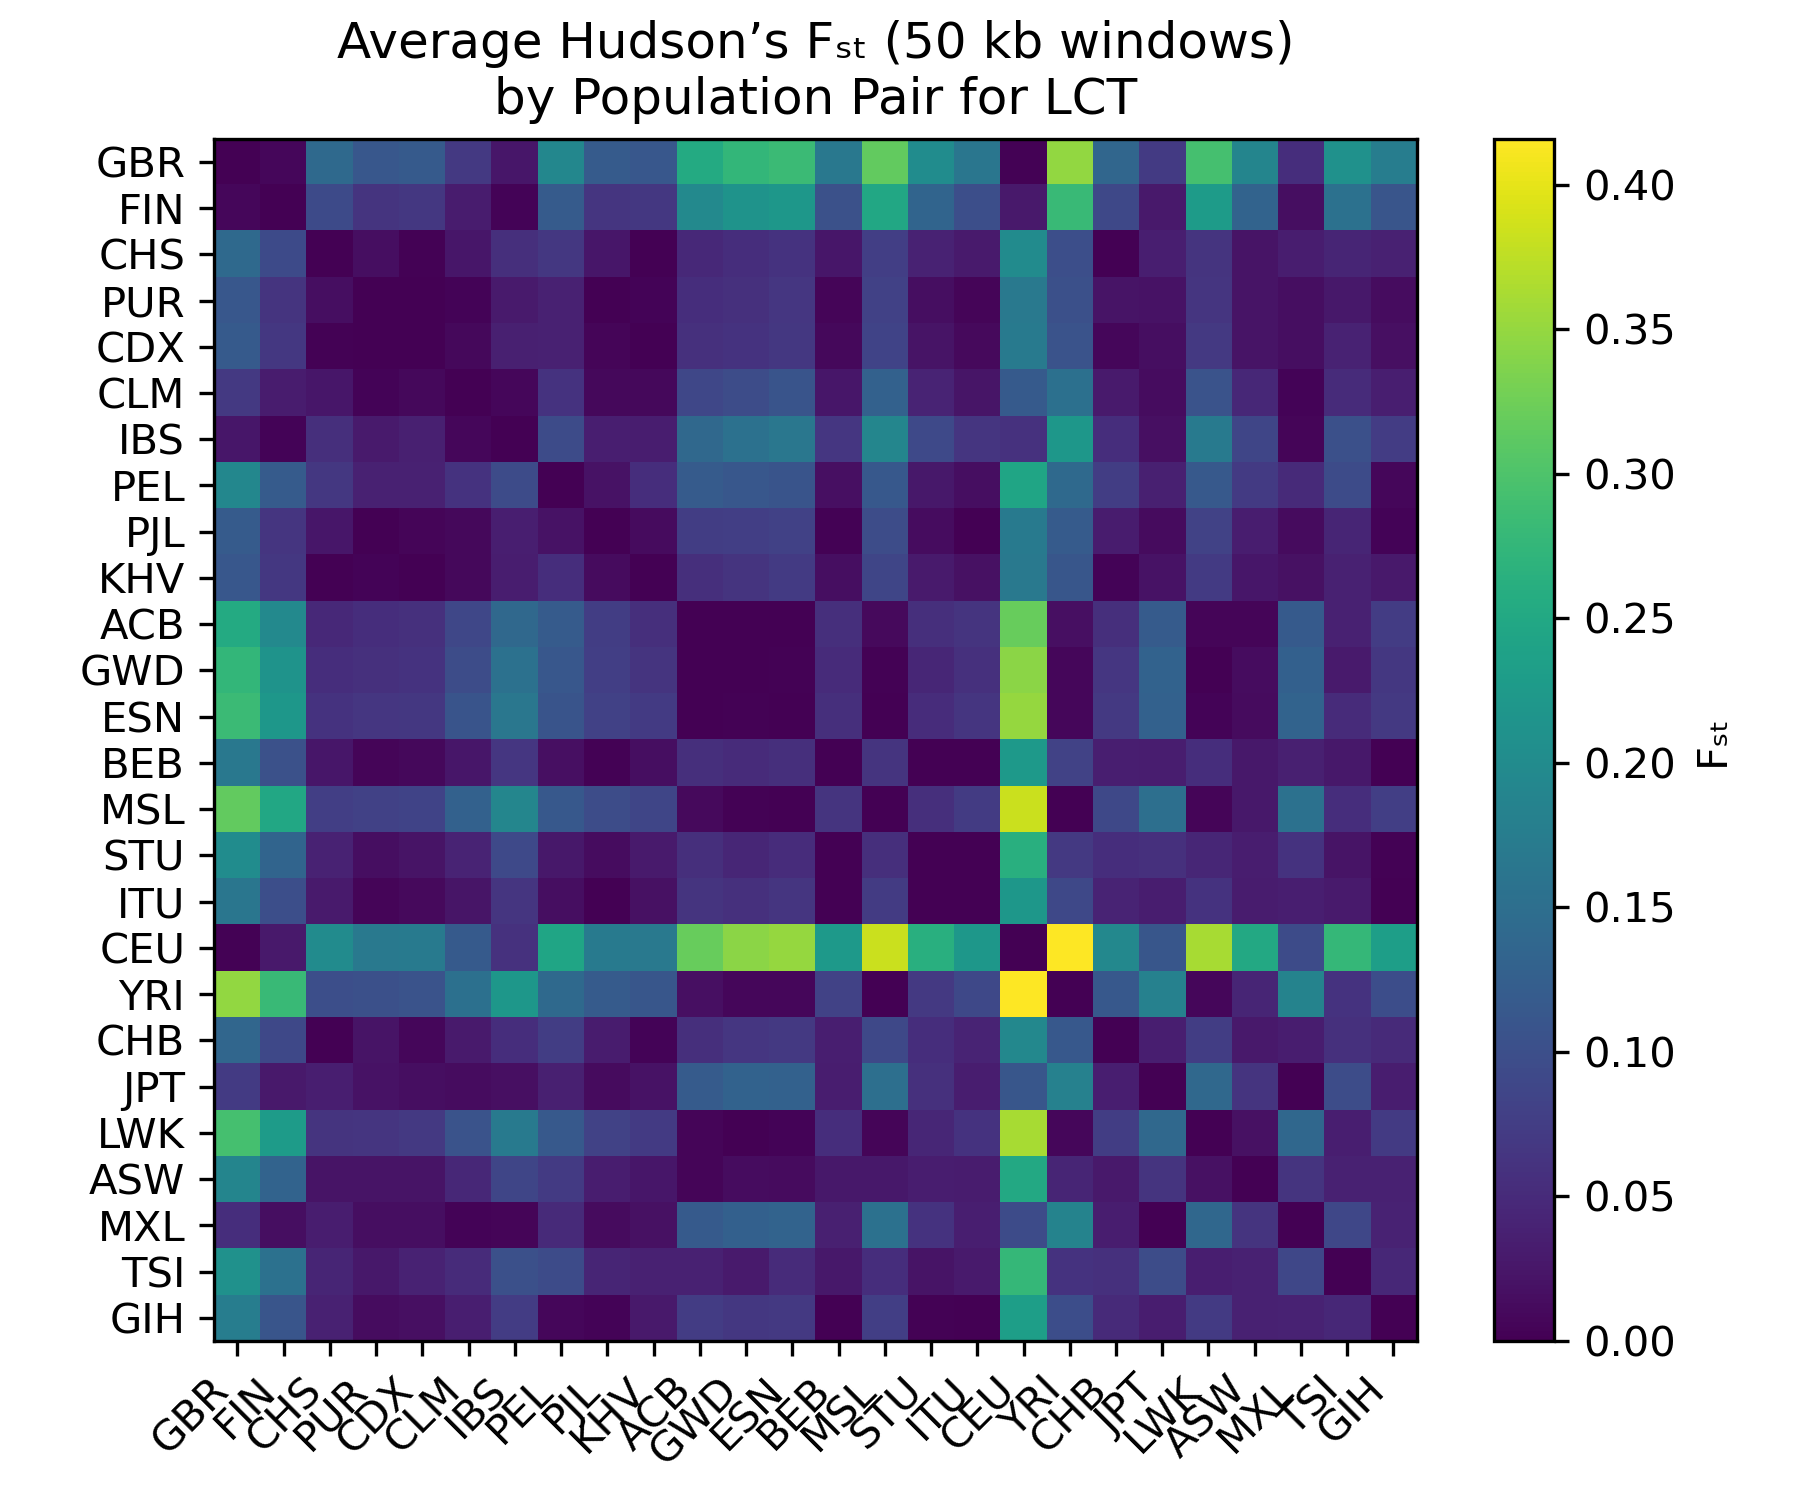 Average Hudson’s Fₛₜ (50 kb windows)
by Population Pair for LCT
GBR
FIN
CHS
PUR
CDX
CLM
IBS
PEL
PJL
KHV
ACB
GWD
ESN
BEB
MSL
STU
ITU
CEU
YRI
CHB
JPT
LWK
ASW
MXL
TSI
GIH
GBR FIN CHS PUR CDX CLM IBS PEL PJL KHV ACB GWD ESN BEB MSL STU ITU CEU YRI CHB JPT LWK ASW MXL TSI GIH
0.40
0.35
0.30
0.25
0.20
0.15
0.10
0.05
0.00
Fₛₜ